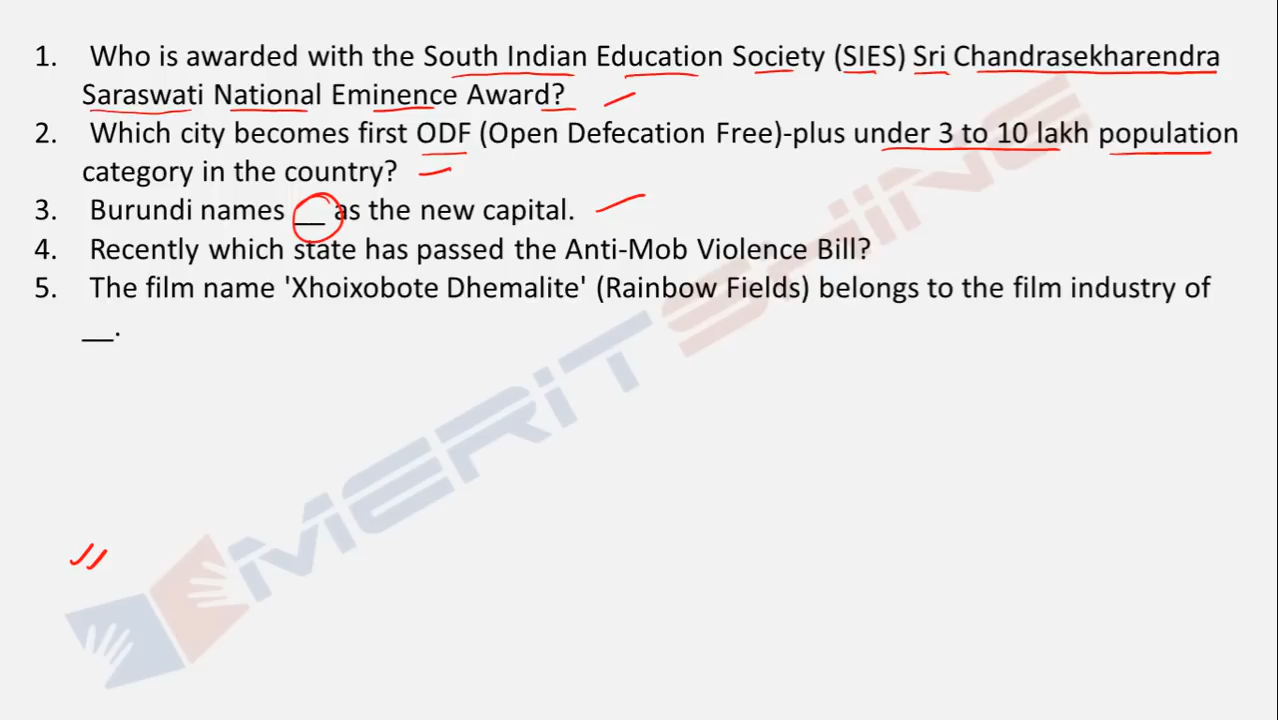 1. Who is awarded with the South Indian Education Society (SIES) Sri Chandrasekharendra
Saraswati National Eminence Award?
2. Which city becomes first ODF (Open Defecation Free)-plus under 3 to 10 lakh population
category in the country?
3. Burundi names __ as the new capital.
4. Recently which state has passed the Anti-Mob Violence Bill?
5. The film name 'Xhoixobote Dhemalite' (Rainbow Fields) belongs to the film industry of
__.
MERITSHINE